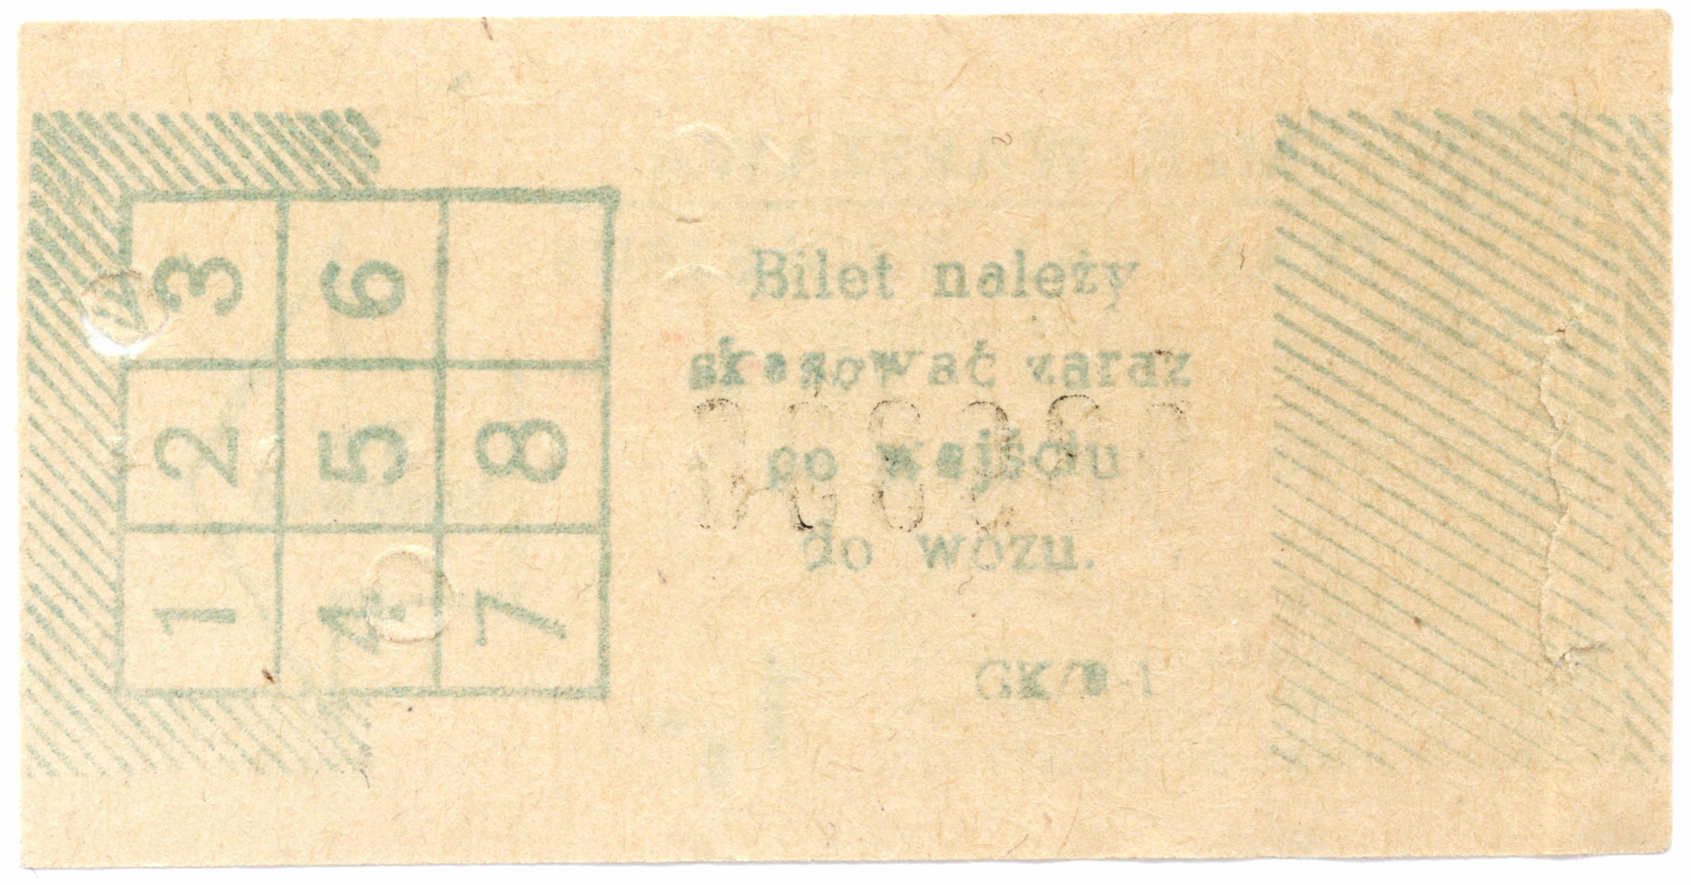 3 6
2 5 8
1 4 7
Bilet należy
skasować zaraz
po wejściu
do wozu.